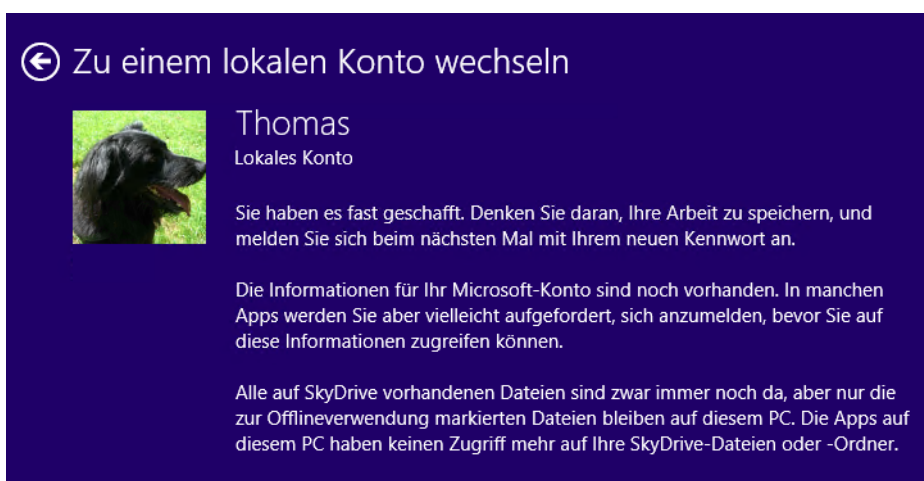 Zu einem lokalen Konto wechseln
Thomas
Lokales Konto
Sie haben es fast geschafft. Denken Sie daran, Ihre Arbeit zu speichern, und
melden Sie sich beim nächsten Mal mit Ihrem neuen Kennwort an.
Die Informationen für Ihr Microsoft-Konto sind noch vorhanden. In manchen
Apps werden Sie aber vielleicht aufgefordert, sich anzumelden, bevor Sie auf
diese Informationen zugreifen können.
Alle auf SkyDrive vorhandenen Dateien sind zwar immer noch da, aber nur die
zur Offlineverwendung markierten Dateien bleiben auf diesem PC. Die Apps auf
diesem PC haben keinen Zugriff mehr auf Ihre SkyDrive-Dateien oder -Ordner.